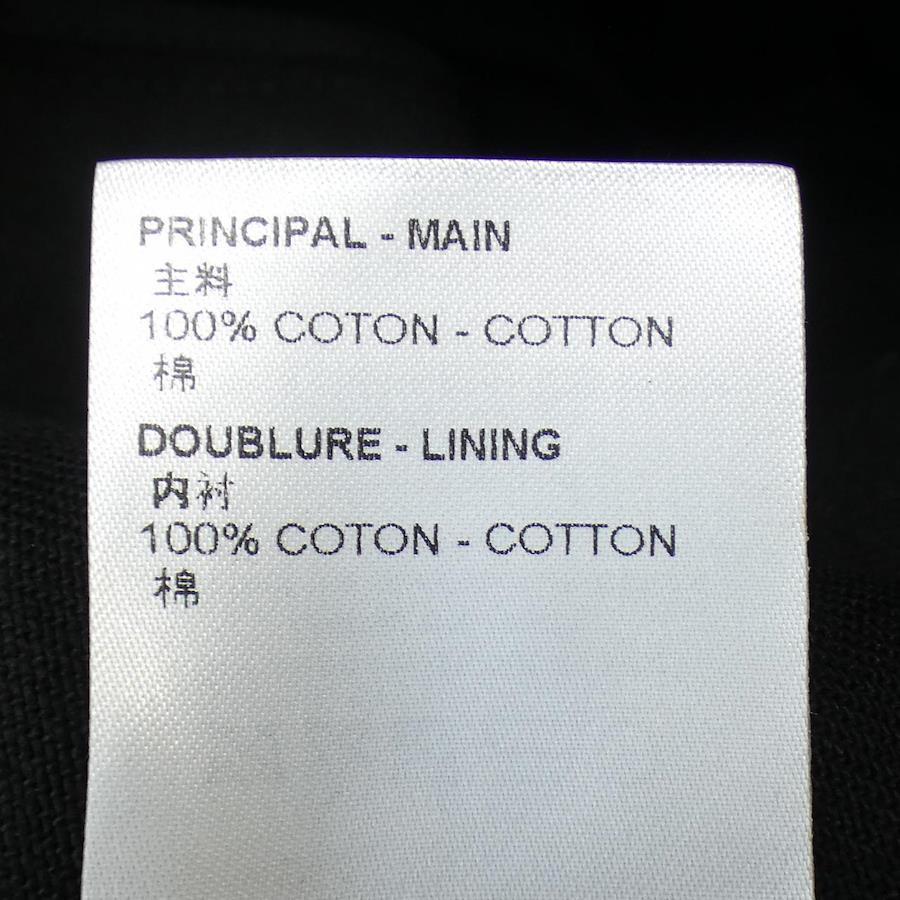 PRINCIPAL - MAIN
主料
100% COTON - COTTON
棉
DOUBLURE - LINING
内衬
100% COTON - COTTON
棉